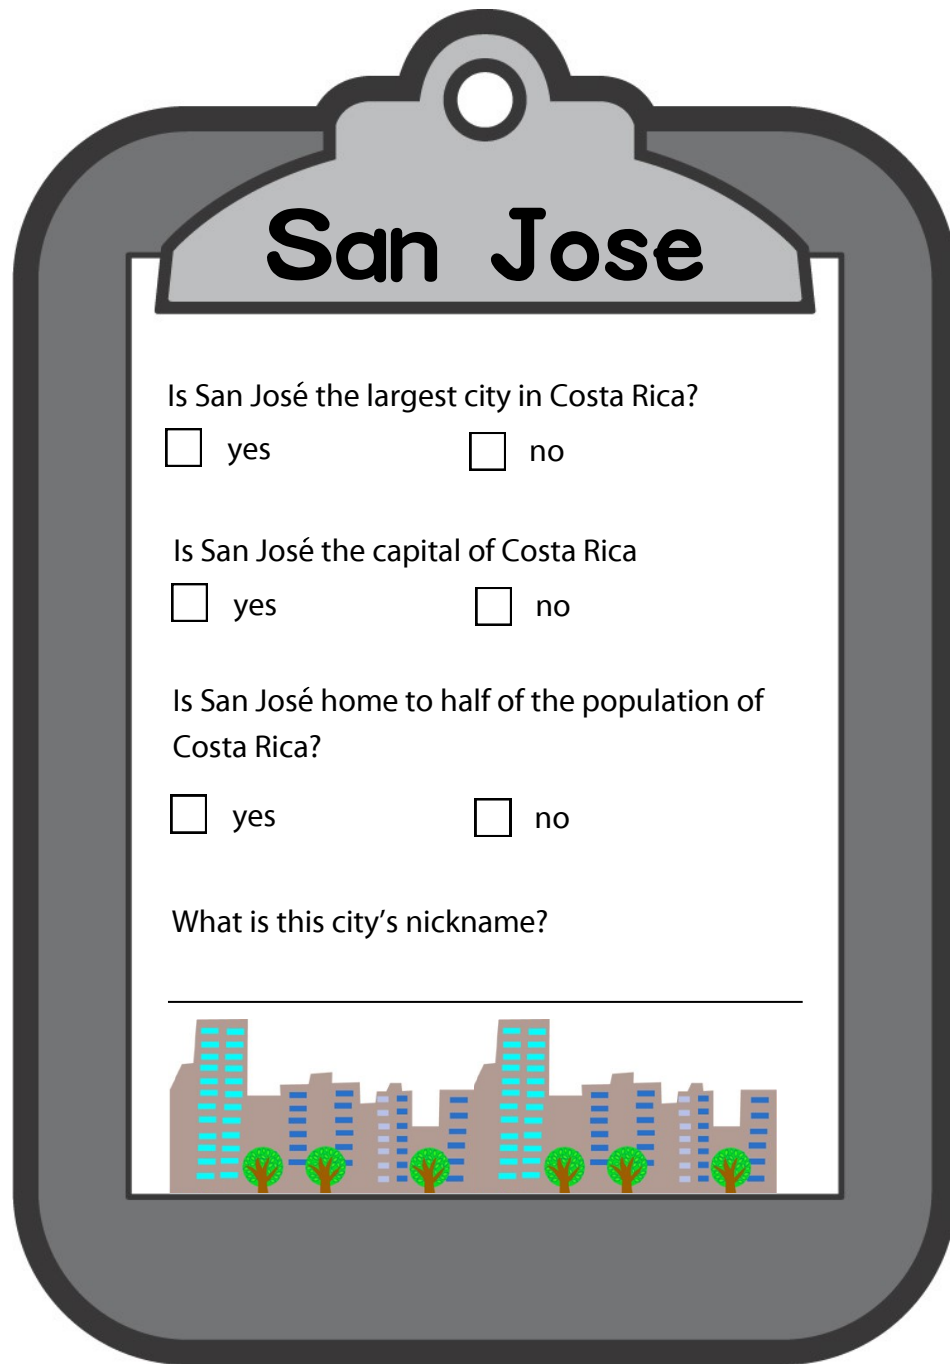 San Jose
Is San José the largest city in Costa Rica?
yes no
Is San José the capital of Costa Rica
yes no
Is San José home to half of the population of
Costa Rica?
yes no
What is this city’s nickname?